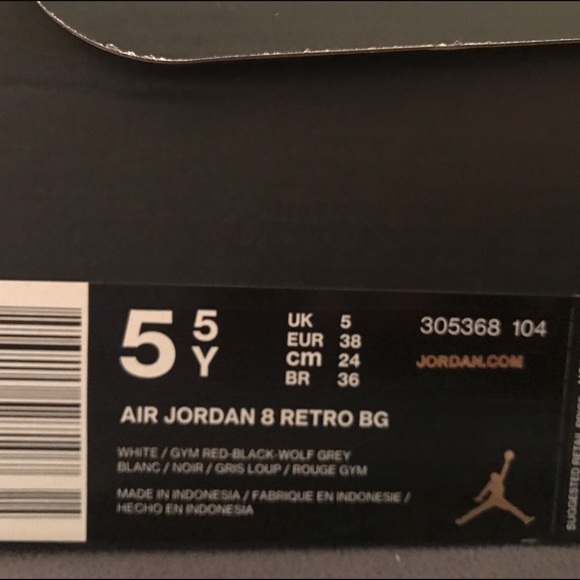 5 5Y
UK 5
EUR 38
cm 24
BR 36
305368 104
JORDAN.COM
AIR JORDAN 8 RETRO BG
WHITE / GYM RED-BLACK-WOLF GREY
BLANC / NOIR / GRIS LOUP / ROUGE GYM
MADE IN INDONESIA / FABRIQUE EN INDONESIE /
HECHO EN INDONESIA
SUGGESTED RETAIL